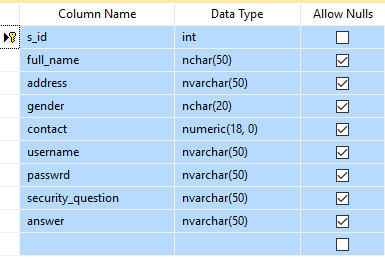 Column Name Data Type Allow Nulls
s_id int
full_name nchar(50)
address nvarchar(50)
gender nchar(20)
contact numeric(18, 0)
username nvarchar(50)
passwrd nvarchar(50)
security_question nvarchar(50)
answer nvarchar(50)